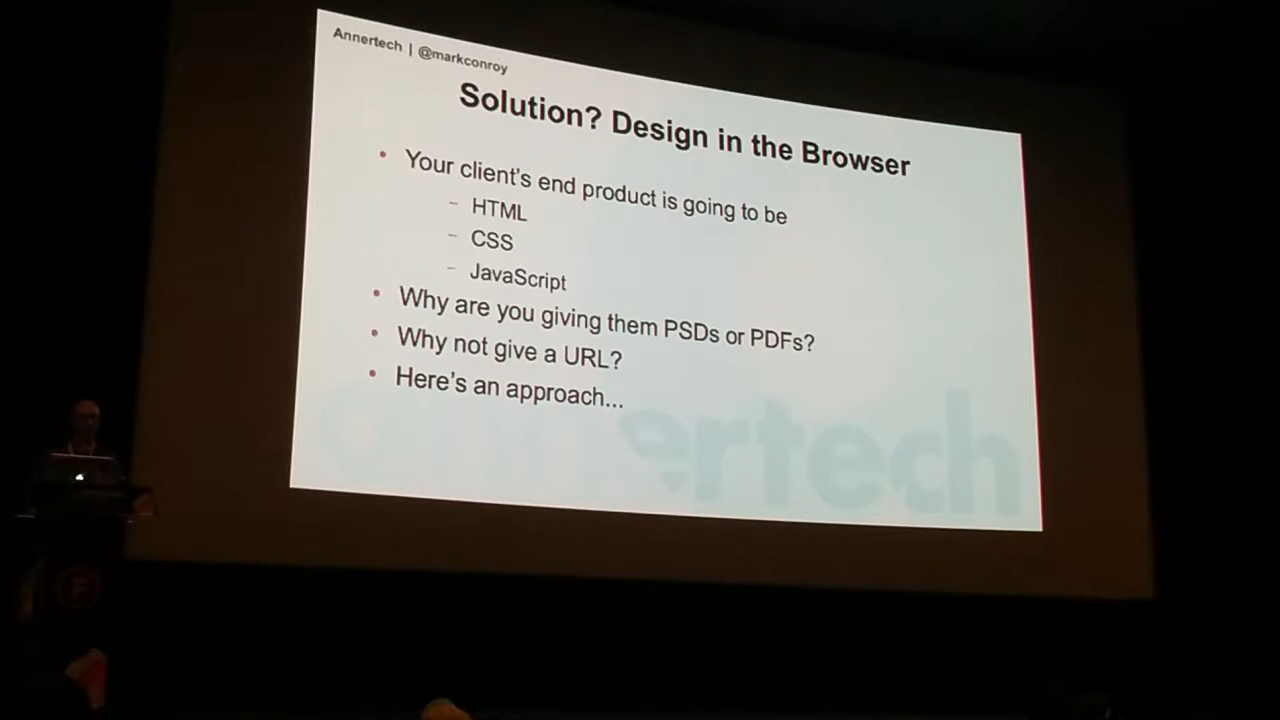 Annertech | @markconroy
Solution? Design in the Browser
• Your client's end product is going to be
– HTML
– CSS
– JavaScript
• Why are you giving them PSDs or PDFs?
• Why not give a URL?
• Here's an approach...
annertech